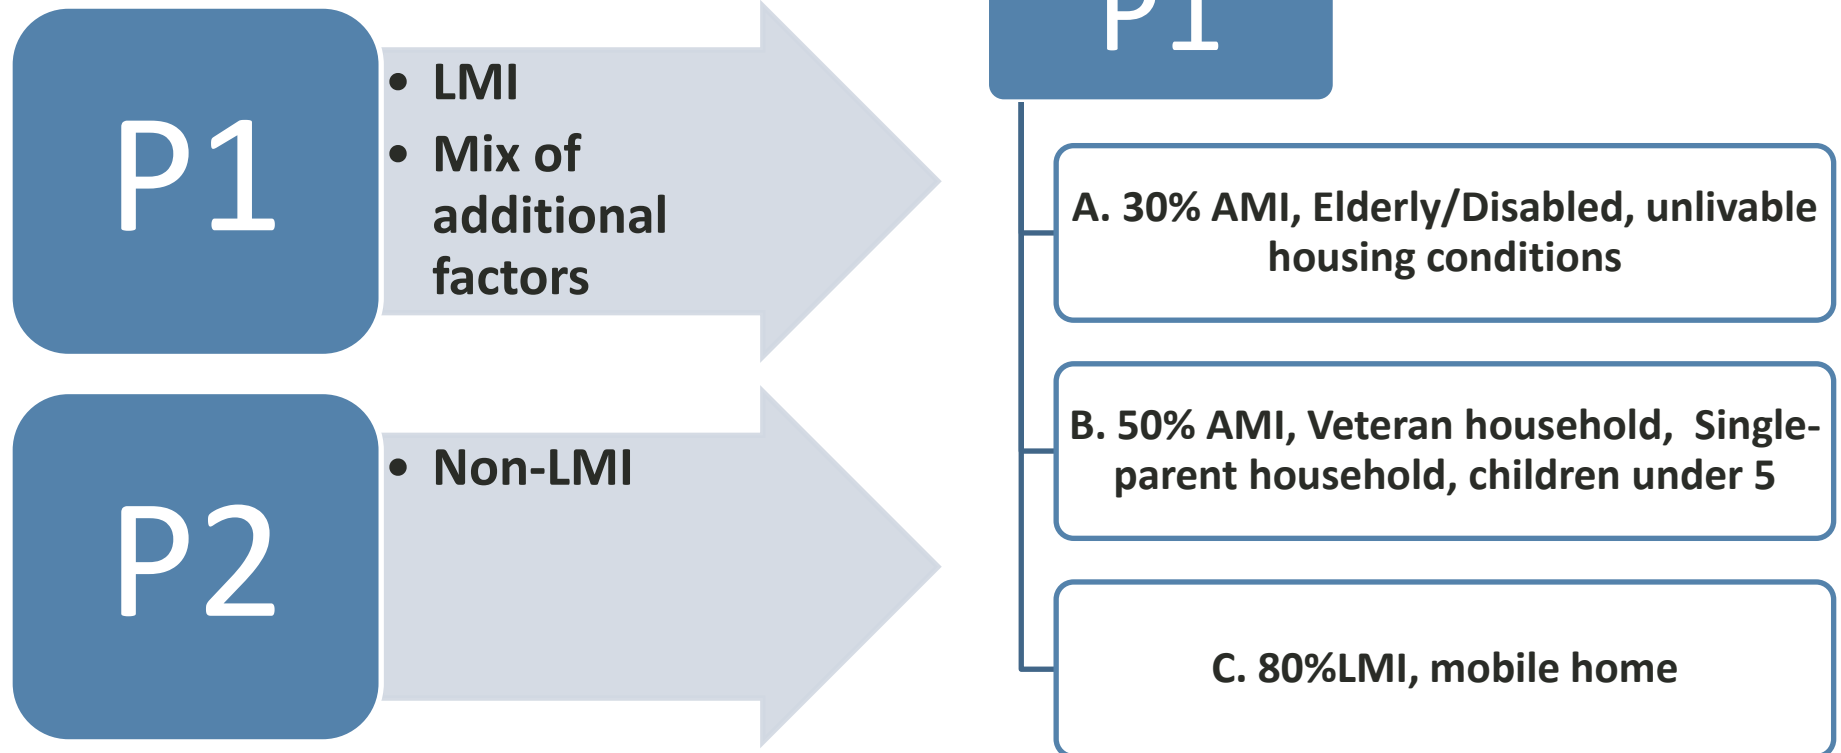 P1
• LMI
• Mix of
additional
factors
P2
• Non-LMI
P1
A. 30% AMI, Elderly/Disabled, unlivable
housing conditions
B. 50% AMI, Veteran household,  Single-
parent household, children under 5
C. 80%LMI, mobile home